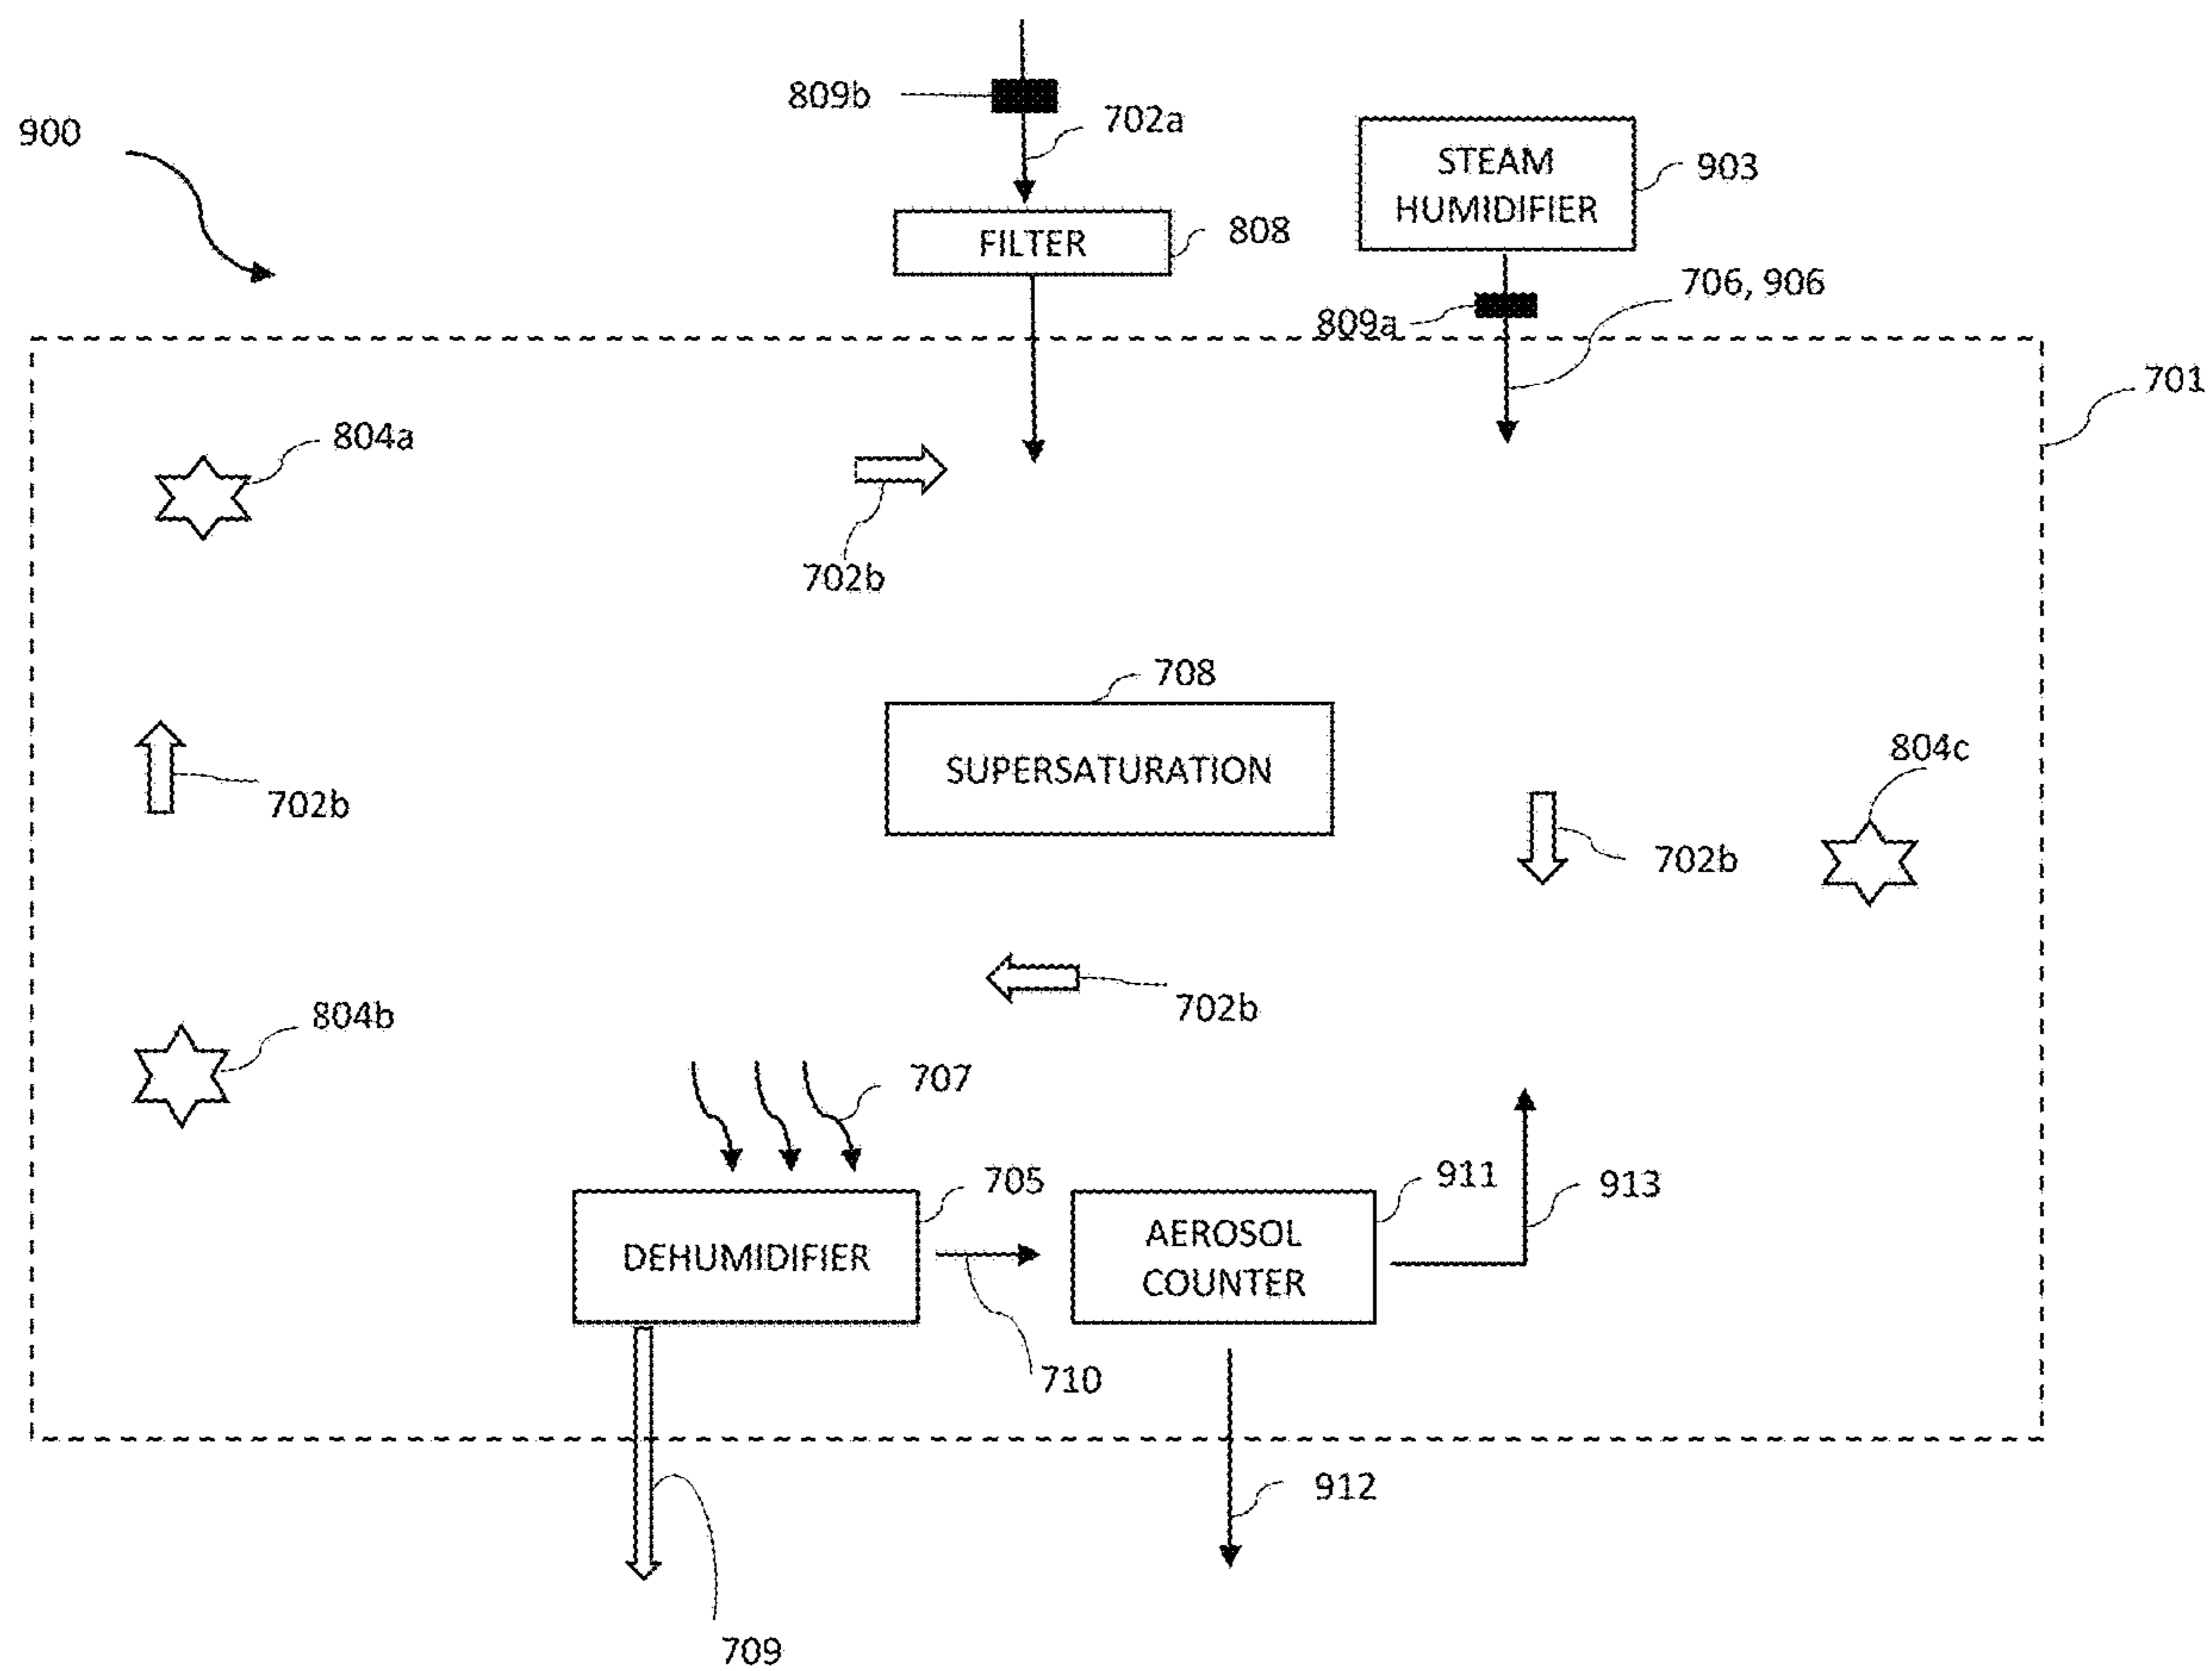 809b
702a
900
STEAM
HUMIDIFIER
903
FILTER
808
706, 906
809a
701
804a
702b
708
SUPERSATURATION
804c
702b
702b
702b
804b
707
705
911
913
DEHUMIDIFIER
AEROSOL
COUNTER
710
912
709